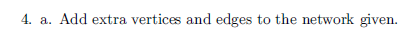 4. a. Add extra vertices and edges to the network given.